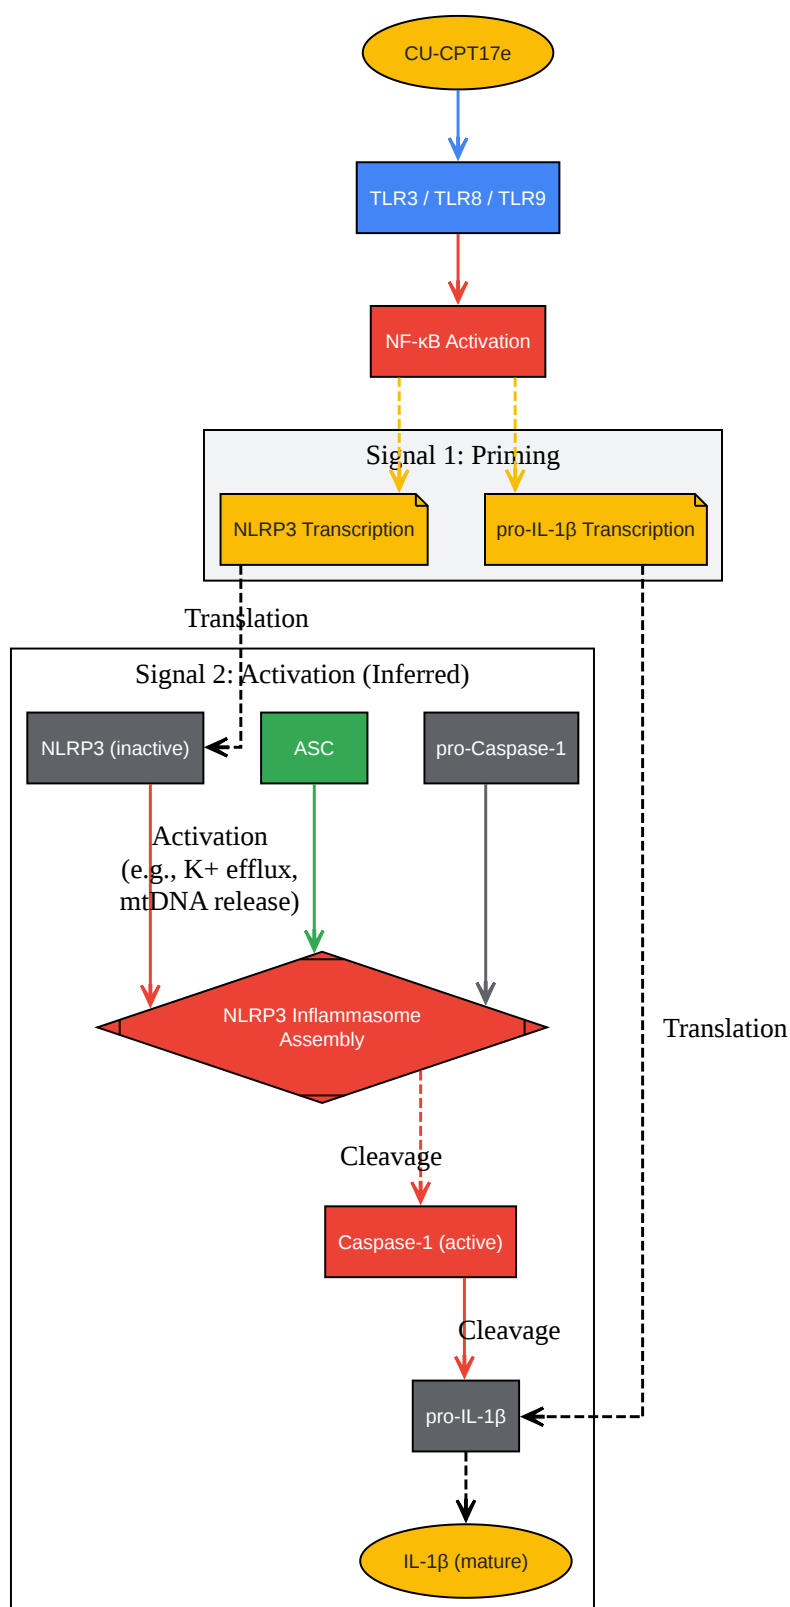 CU-CPT17e
TLR3 / TLR8 / TLR9
NF-κB Activation
Signal 1: Priming
NLRP3 Transcription
pro-IL-1β Transcription
Translation
Signal 2: Activation (Inferred)
NLRP3 (inactive)
ASC
pro-Caspase-1
Activation
(e.g., K+ efflux,
mtDNA release)
NLRP3 Inflammasome
Assembly
Translation
Cleavage
Caspase-1 (active)
Cleavage
pro-IL-1β
IL-1β (mature)